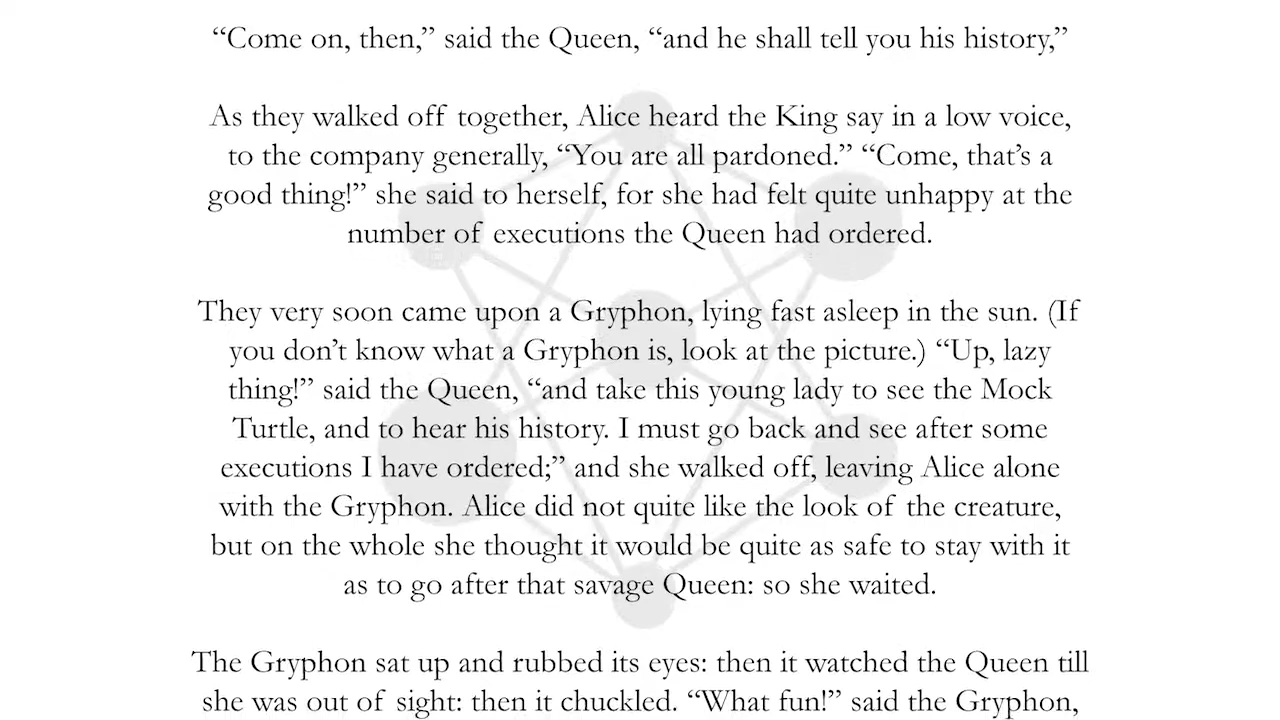 “Come on, then,” said the Queen, “and he shall tell you his history,”
As they walked off together, Alice heard the King say in a low voice,
to the company generally, “You are all pardoned.” “Come, that’s a
good thing!” she said to herself, for she had felt quite unhappy at the
number of executions the Queen had ordered.
They very soon came upon a Gryphon, lying fast asleep in the sun. (If
you don’t know what a Gryphon is, look at the picture.) “Up, lazy
thing!” said the Queen, “and take this young lady to see the Mock
Turtle, and to hear his history. I must go back and see after some
executions I have ordered;” and she walked off, leaving Alice alone
with the Gryphon. Alice did not quite like the look of the creature,
but on the whole she thought it would be quite as safe to stay with it
as to go after that savage Queen: so she waited.
The Gryphon sat up and rubbed its eyes: then it watched the Queen till
she was out of sight: then it chuckled. “What fun!” said the Gryphon,